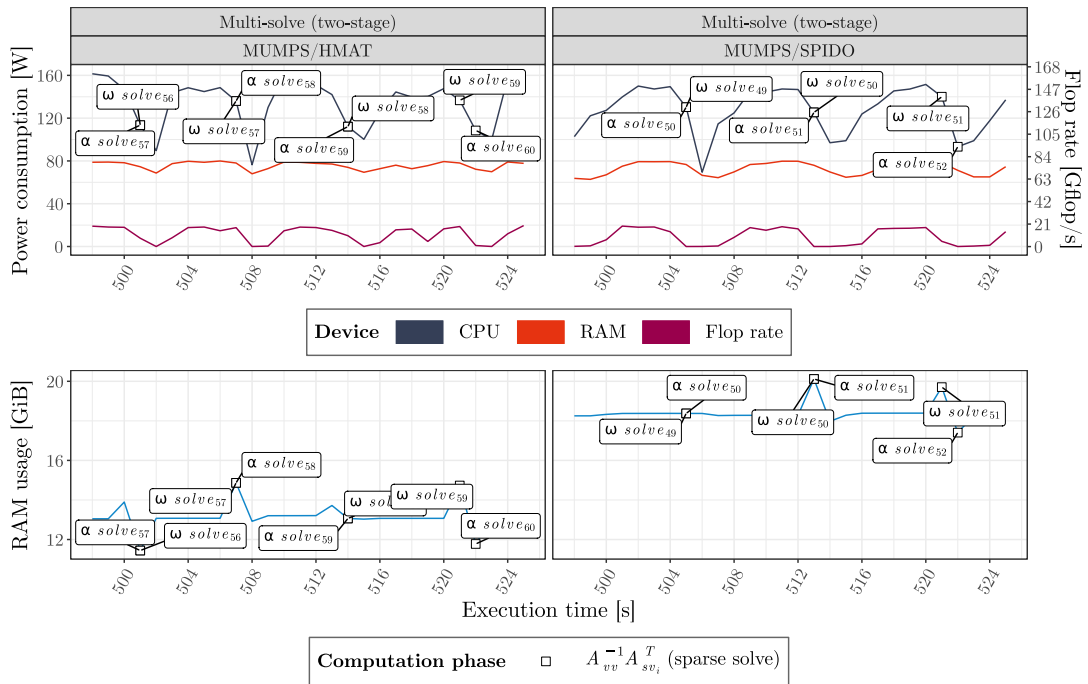 Multi-solve (two-stage)
Multi-solve (two-stage)
MUMPS/HMAT
MUMPS/SPIDO
Power consumption [W]
160
120
80
40
0
ω solve56
α solve57
α solve58
ω solve57
ω solve58
α solve59
ω solve59
α solve60
ω solve49
α solve50
ω solve50
α solve51
ω solve51
α solve52
168
147
126
105
84
63
42
21
0
Flop rate [Gflop/s]
500 504 508 512 516 520 524
500 504 508 512 516 520 524
Device CPU RAM Flop rate
RAM usage [GiB]
20
16
12
α solve58
ω solve57
α solve57
ω solve56
ω
ω solve59
α solve59
α solve60
α solve50
ω solve49
α solve51
ω solve50
ω solve51
α solve52
500 504 508 512 516 520 524
500 504 508 512 516 520 524
Execution time [s]
Computation phase A_vv^−1 A_sv_i^T (sparse solve)